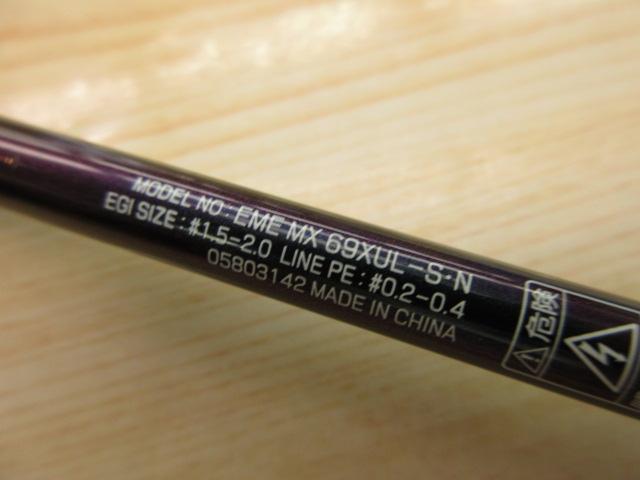 MODEL NO : EME MX 69XUL-S・N
EGI SIZE : #1.5-2.0 LINE PE : #0.2-0.4
05803142 MADE IN CHINA
危険